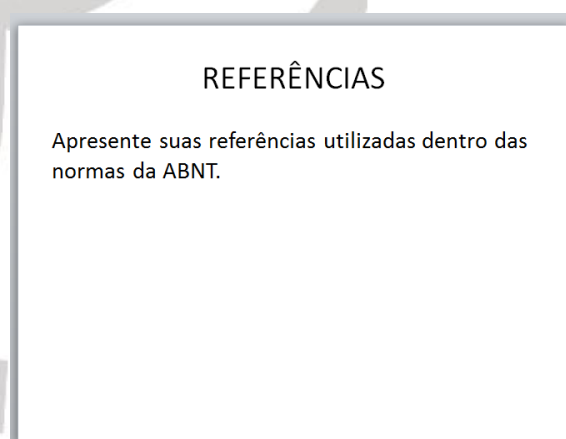 REFERÊNCIAS
Apresente suas referências utilizadas dentro das
normas da ABNT.